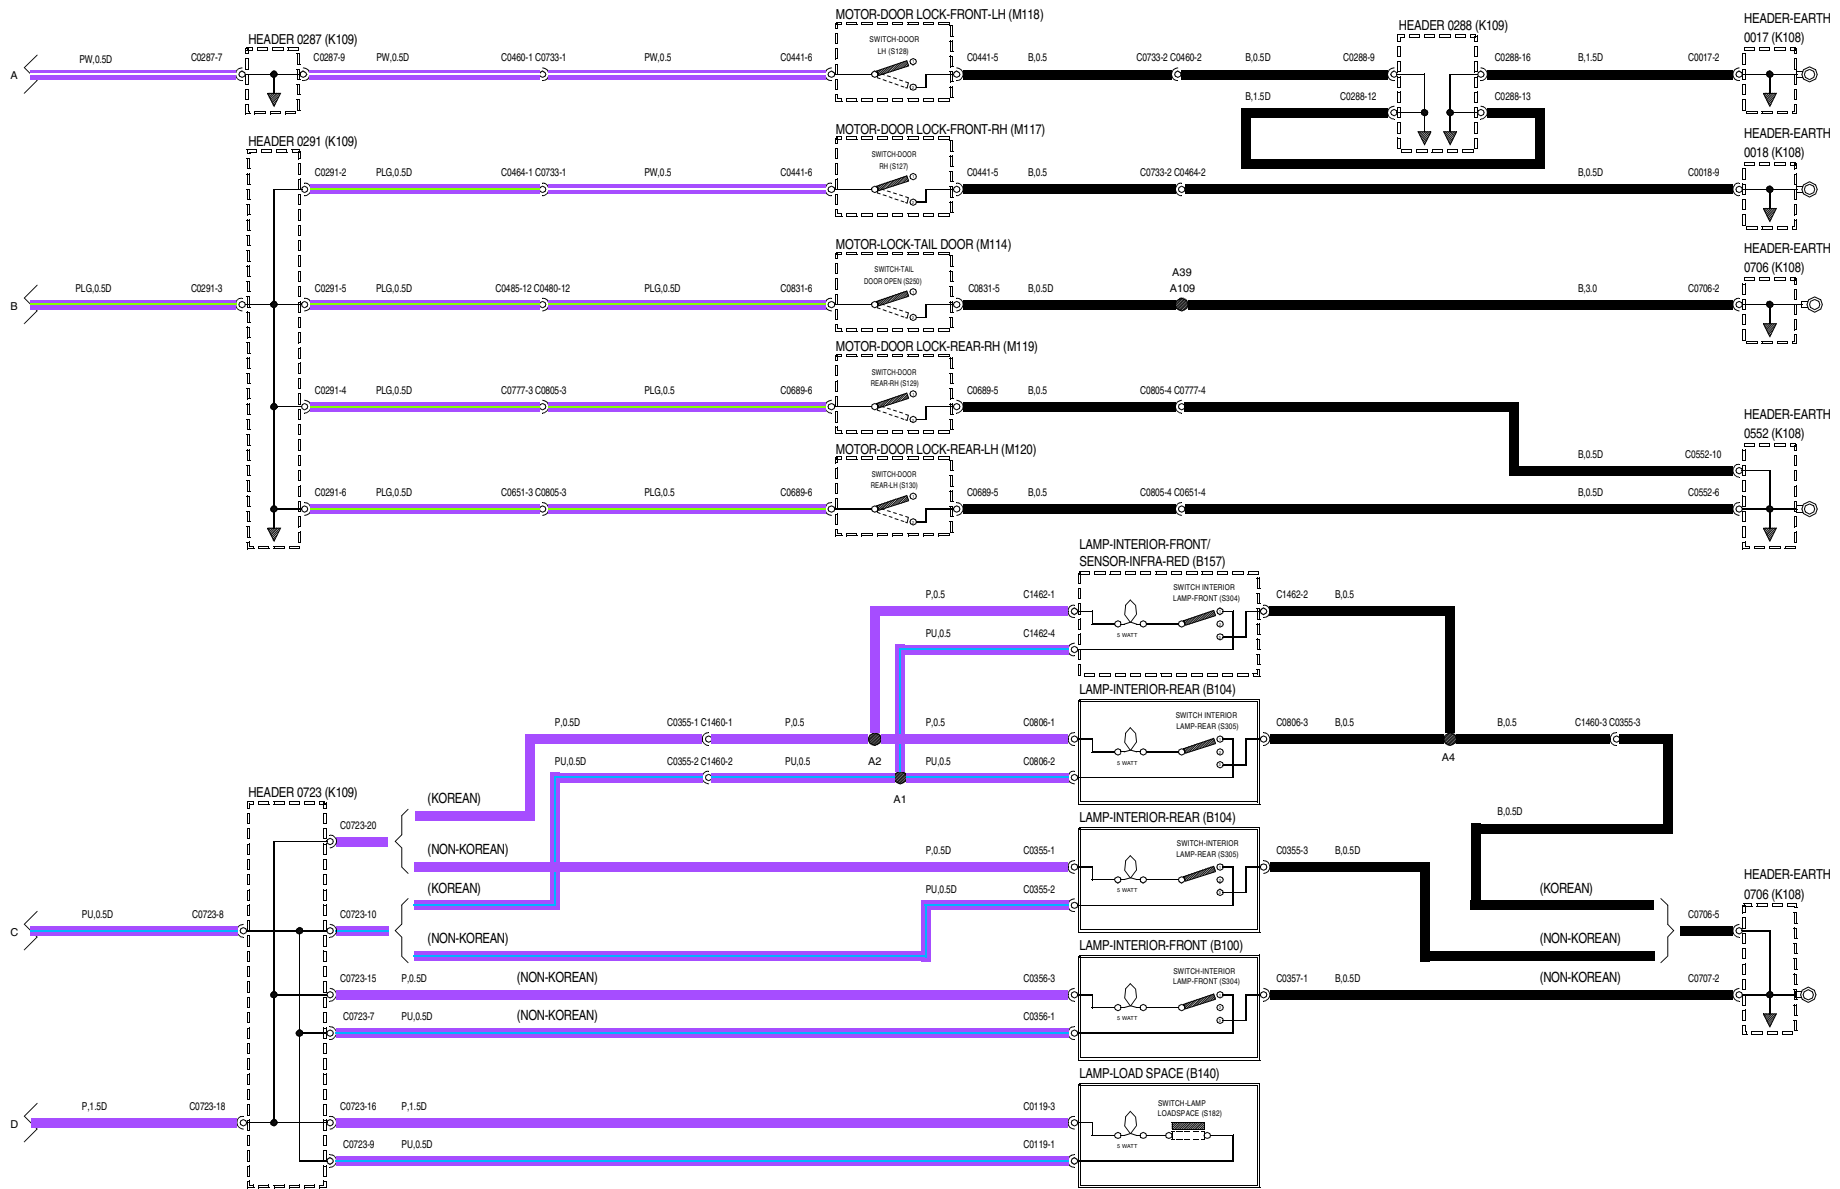 MOTOR-DOOR LOCK-FRONT-LH (M118)
HEADER-EARTH
0017 (K108)
HEADER 0287 (K109)
HEADER 0288 (K109)
SWITCH-DOOR
LH (S128)
A
PW,0.5D
C0287-7
C0287-9
PW,0.5D
C0460-1 C0733-1
PW,0.5
C0441-6
C0441-5
B,0.5
C0733-2 C0460-2
B,0.5D
C0288-9
C0288-16
B,1.5D
C0017-2
B,1.5D
C0288-12
C0288-13
MOTOR-DOOR LOCK-FRONT-RH (M117)
HEADER-EARTH
0018 (K108)
HEADER 0291 (K109)
SWITCH-DOOR
RH (S127)
C0291-2
PLG,0.5D
C0464-1 C0733-1
PW,0.5
C0441-6
C0441-5
B,0.5
C0733-2 C0464-2
B,0.5D
C0018-9
MOTOR-LOCK-TAIL DOOR (M114)
HEADER-EARTH
0706 (K108)
SWITCH-TAIL
DOOR OPEN (S250)
A39
A109
B
PLG,0.5D
C0291-3
C0291-5
PLG,0.5D
C0485-12 C0480-12
PLG,0.5D
C0831-6
C0831-5
B,0.5D
B,3.0
C0706-2
MOTOR-DOOR LOCK-REAR-RH (M119)
SWITCH-DOOR
REAR-RH (S129)
C0291-4
PLG,0.5D
C0777-3 C0805-3
PLG,0.5
C0689-6
C0689-5
B,0.5
C0805-4 C0777-4
HEADER-EARTH
0552 (K108)
B,0.5D
C0552-10
MOTOR-DOOR LOCK-REAR-LH (M120)
SWITCH-DOOR
REAR-LH (S130)
C0291-6
PLG,0.5D
C0651-3 C0805-3
PLG,0.5
C0689-6
C0689-5
B,0.5
C0805-4 C0651-4
B,0.5D
C0552-6
LAMP-INTERIOR-FRONT/
SENSOR-INFRA-RED (B157)
SWITCH INTERIOR
LAMP-FRONT (S304)
5 WATT
P,0.5
C1462-1
C1462-2
B,0.5
PU,0.5
C1462-4
LAMP-INTERIOR-REAR (B104)
SWITCH INTERIOR
LAMP-REAR (S305)
5 WATT
P,0.5D
C0355-1 C1460-1
P,0.5
P,0.5
C0806-1
C0806-3
B,0.5
B,0.5
C1460-3 C0355-3
A2
A4
PU,0.5D
C0355-2 C1460-2
PU,0.5
PU,0.5
C0806-2
A1
HEADER 0723 (K109)
(KOREAN)
C0723-20
B,0.5D
LAMP-INTERIOR-REAR (B104)
SWITCH-INTERIOR
LAMP-REAR (S305)
5 WATT
(NON-KOREAN)
P,0.5D
C0355-1
C0355-3
B,0.5D
(KOREAN)
PU,0.5D
C0355-2
(KOREAN)
HEADER-EARTH
0706 (K108)
C
PU,0.5D
C0723-8
C0723-10
C0706-5
(NON-KOREAN)
(NON-KOREAN)
LAMP-INTERIOR-FRONT (B100)
SWITCH-INTERIOR
LAMP-FRONT (S304)
5 WATT
C0723-15
P,0.5D
(NON-KOREAN)
C0356-3
C0357-1
B,0.5D
(NON-KOREAN)
C0707-2
C0723-7
PU,0.5D
(NON-KOREAN)
C0356-1
LAMP-LOAD SPACE (B140)
SWITCH-LAMP
LOADSPACE (S182)
5 WATT
D
P,1.5D
C0723-18
C0723-16
P,1.5D
C0119-3
C0723-9
PU,0.5D
C0119-1